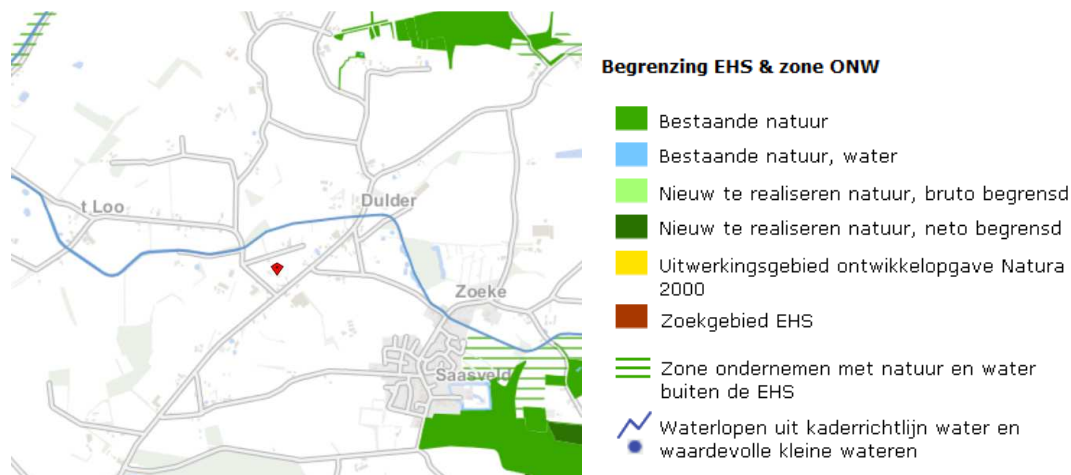 t Loo
Dulder
Zoeke
Saasveld
Begrenzing EHS & zone ONW
Bestaande natuur
Bestaande natuur, water
Nieuw te realiseren natuur, bruto begrensd
Nieuw te realiseren natuur, neto begrensd
Uitwerkingsgebied ontwikkelopgave Natura
2000
Zoekgebied EHS
Zone ondernemen met natuur en water
buiten de EHS
Waterlopen uit kaderrichtlijn water en
waardevolle kleine wateren